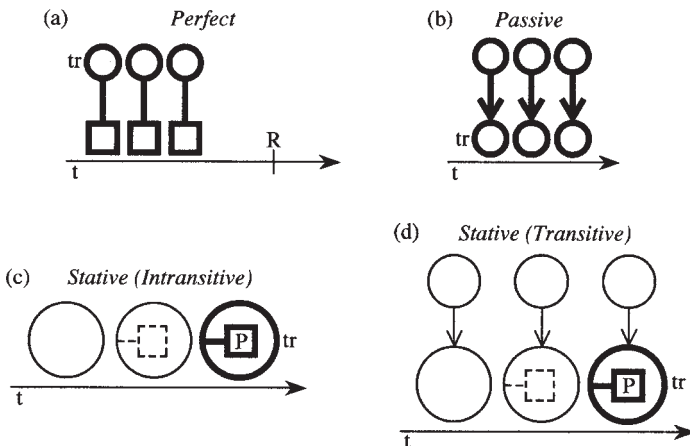 (a) Perfect
tr
R
t
(b) Passive
tr
t
(c) Stative (Intransitive)
P tr
t
(d) Stative (Transitive)
P tr
t